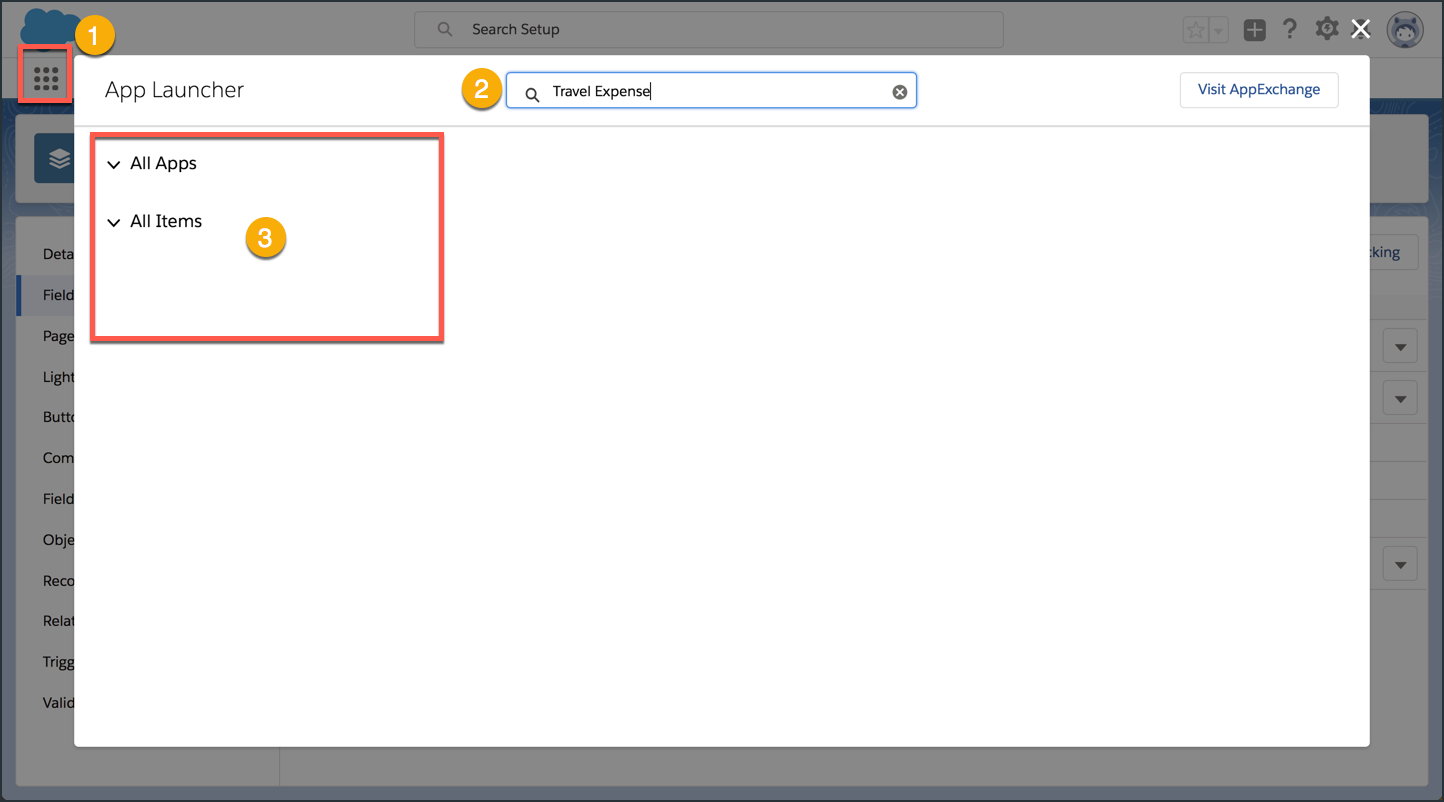 1
Search Setup
App Launcher
2
Travel Expense
Visit AppExchange
All Apps
All Items
3
Deta
Field
Page
Light
Butto
Com
Field
Obje
Reco
Relat
Trigg
Valid
cking